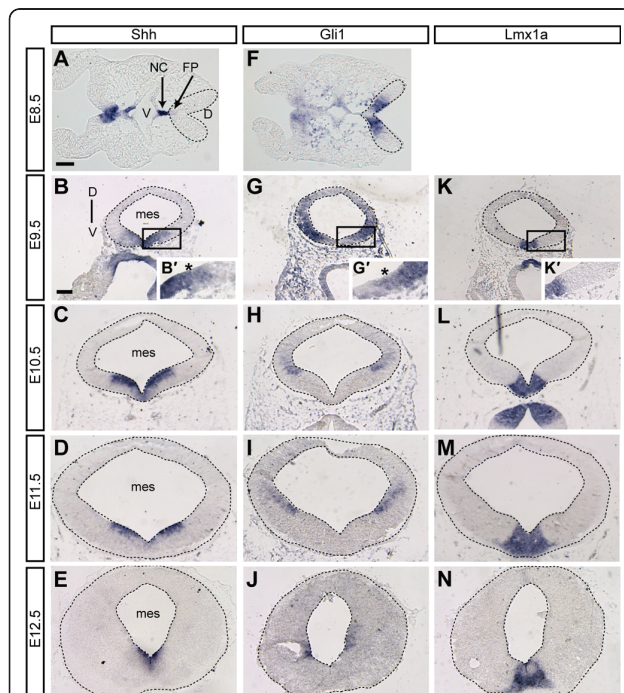 Shh Gli1 Lmx1a
E8.5
A NC FP V D
F
E9.5
B D V mes B′ *
G G′ *
K K′
E10.5
C mes
H
L
E11.5
D mes
I
M
E12.5
E mes
J
N